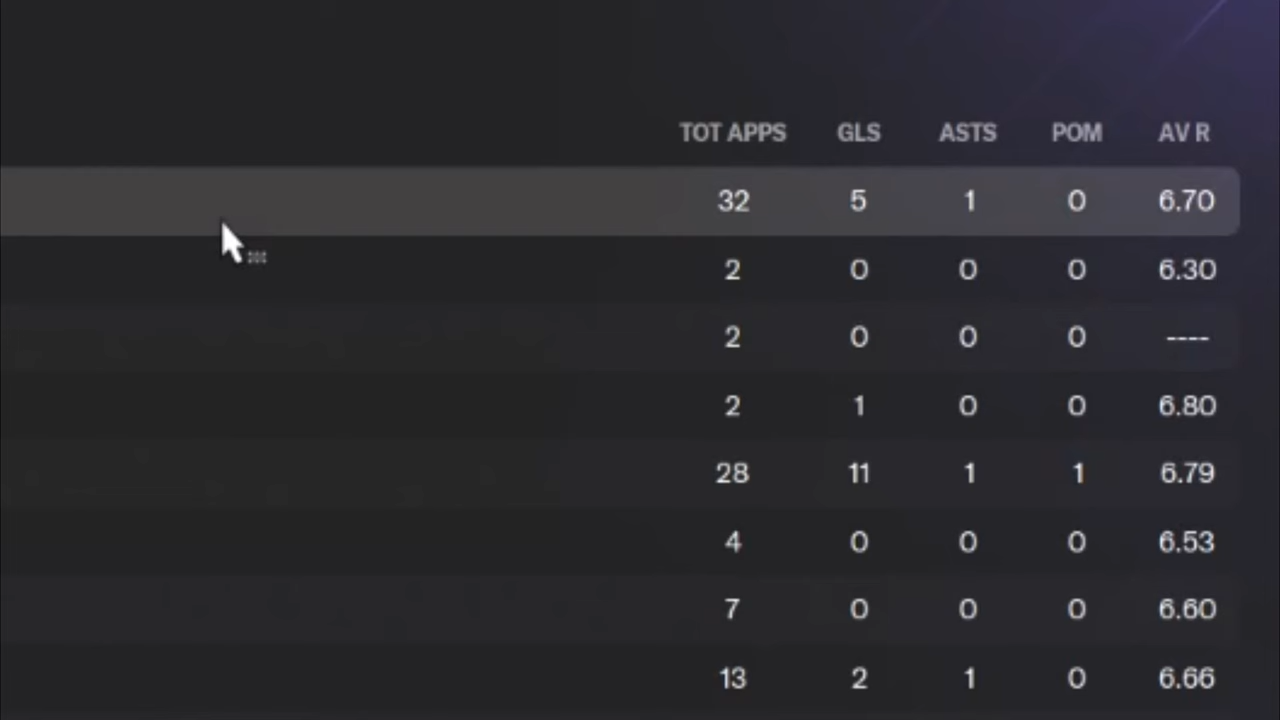 TOT APPS GLS ASTS POM AV R
32 5 1 0 6.70
2 0 0 0 6.30
2 0 0 0 ----
2 1 0 0 6.80
28 11 1 1 6.79
4 0 0 0 6.53
7 0 0 0 6.60
13 2 1 0 6.66